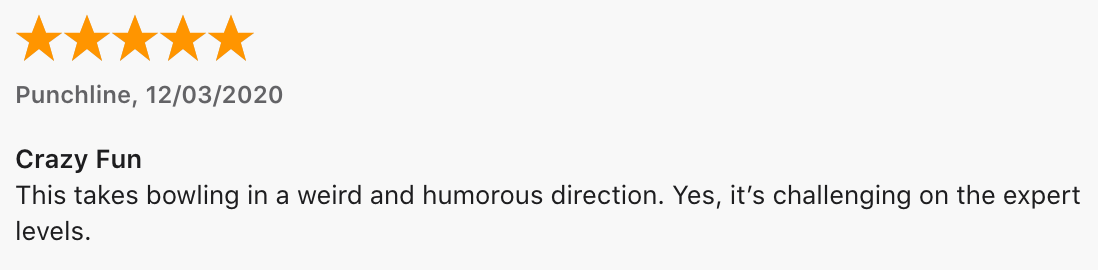 Punchline, 12/03/2020
Crazy Fun
This takes bowling in a weird and humorous direction. Yes, it’s challenging on the expert
levels.